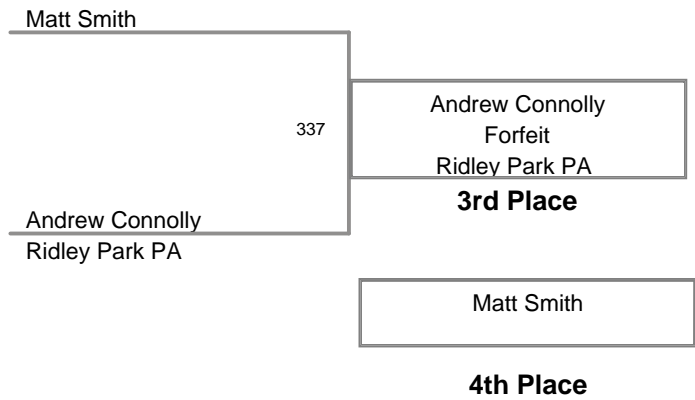 Matt Smith
337
Andrew Connolly
Forfeit
Ridley Park PA
3rd Place
Andrew Connolly
Ridley Park PA
Matt Smith
4th Place